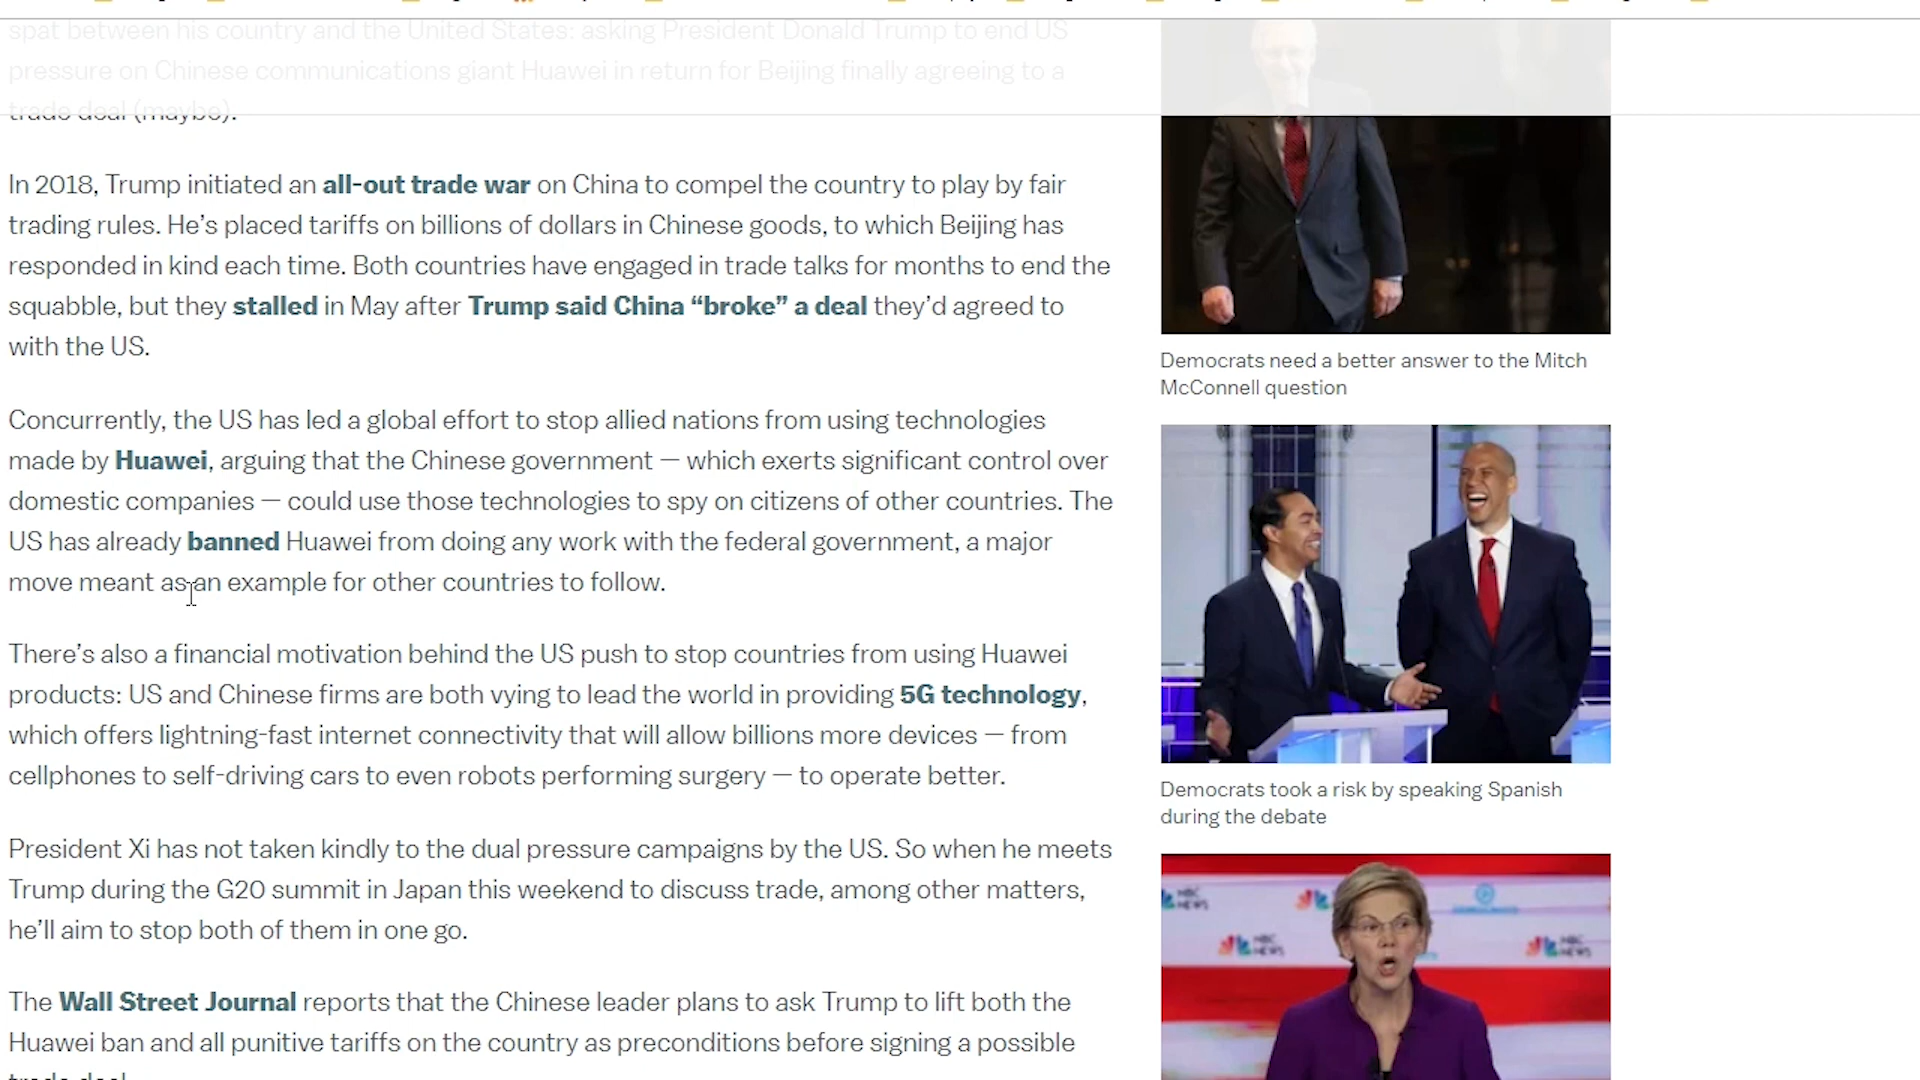 spat between his country and the United States: asking President Donald Trump to end US
pressure on Chinese communications giant Huawei in return for Beijing finally agreeing to a
trade deal (maybe).
In 2018, Trump initiated an all-out trade war on China to compel the country to play by fair
trading rules. He’s placed tariffs on billions of dollars in Chinese goods, to which Beijing has
responded in kind each time. Both countries have engaged in trade talks for months to end the
squabble, but they stalled in May after Trump said China “broke” a deal they’d agreed to
with the US.
Concurrently, the US has led a global effort to stop allied nations from using technologies
made by Huawei, arguing that the Chinese government — which exerts significant control over
domestic companies — could use those technologies to spy on citizens of other countries. The
US has already banned Huawei from doing any work with the federal government, a major
move meant as an example for other countries to follow.
There’s also a financial motivation behind the US push to stop countries from using Huawei
products: US and Chinese firms are both vying to lead the world in providing 5G technology,
which offers lightning-fast internet connectivity that will allow billions more devices — from
cellphones to self-driving cars to even robots performing surgery — to operate better.
President Xi has not taken kindly to the dual pressure campaigns by the US. So when he meets
Trump during the G20 summit in Japan this weekend to discuss trade, among other matters,
he’ll aim to stop both of them in one go.
The Wall Street Journal reports that the Chinese leader plans to ask Trump to lift both the
Huawei ban and all punitive tariffs on the country as preconditions before signing a possible
trade deal
Democrats need a better answer to the Mitch
McConnell question
Democrats took a risk by speaking Spanish
during the debate
NBC
NEWS
NBC
NEWS
NBC
NEWS